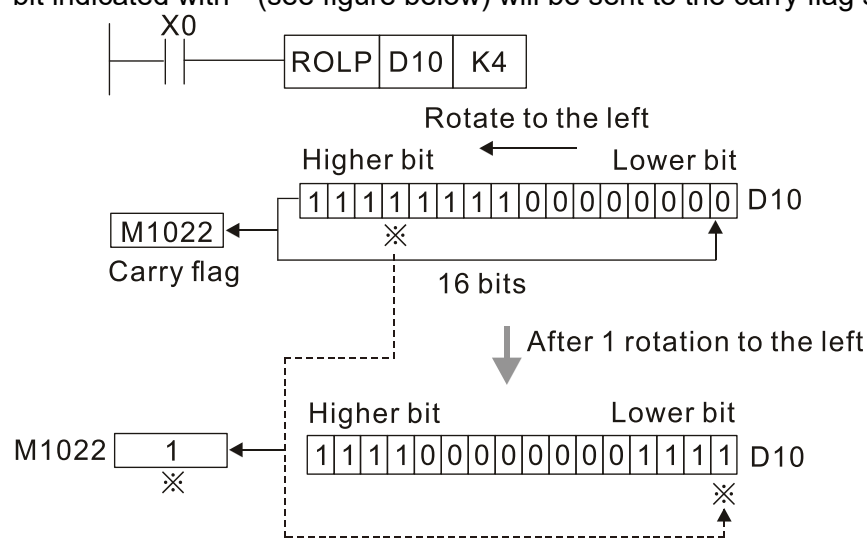 bit indicated with (see figure below) will be sent to the carry flag
X0
ROLP D10 K4
Rotate to the left
Higher bit Lower bit
1 1 1 1 1 1 1 1 0 0 0 0 0 0 0 0 D10
M1022 ※
Carry flag
16 bits
After 1 rotation to the left
Higher bit Lower bit
M1022 1 1 1 1 1 0 0 0 0 0 0 0 0 1 1 1 1 D10
※ ※